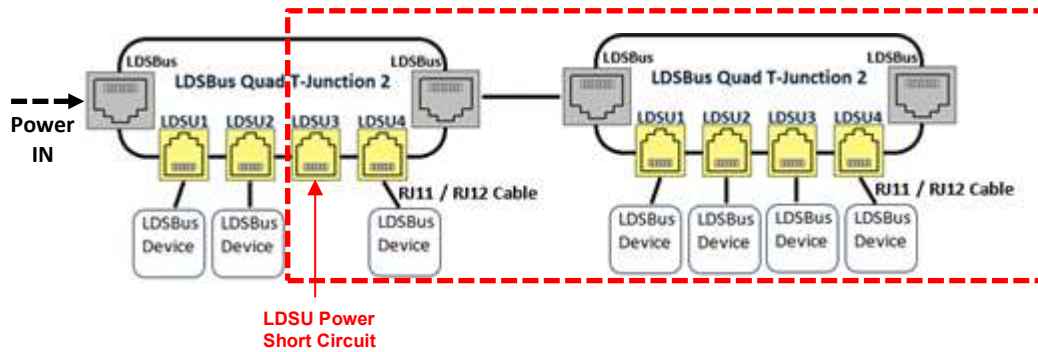 LDSBus
LDSBus
LDSBus Quad T-Junction 2
Power
IN
LDSU1
LDSU2
LDSU3
LDSU4
RJ11 / RJ12 Cable
LDSBus
Device
LDSBus
Device
LDSBus
Device
LDSBus
LDSBus
LDSBus Quad T-Junction 2
LDSU1
LDSU2
LDSU3
LDSU4
RJ11 / RJ12 Cable
LDSBus
Device
LDSBus
Device
LDSBus
Device
LDSBus
Device
LDSU Power
Short Circuit